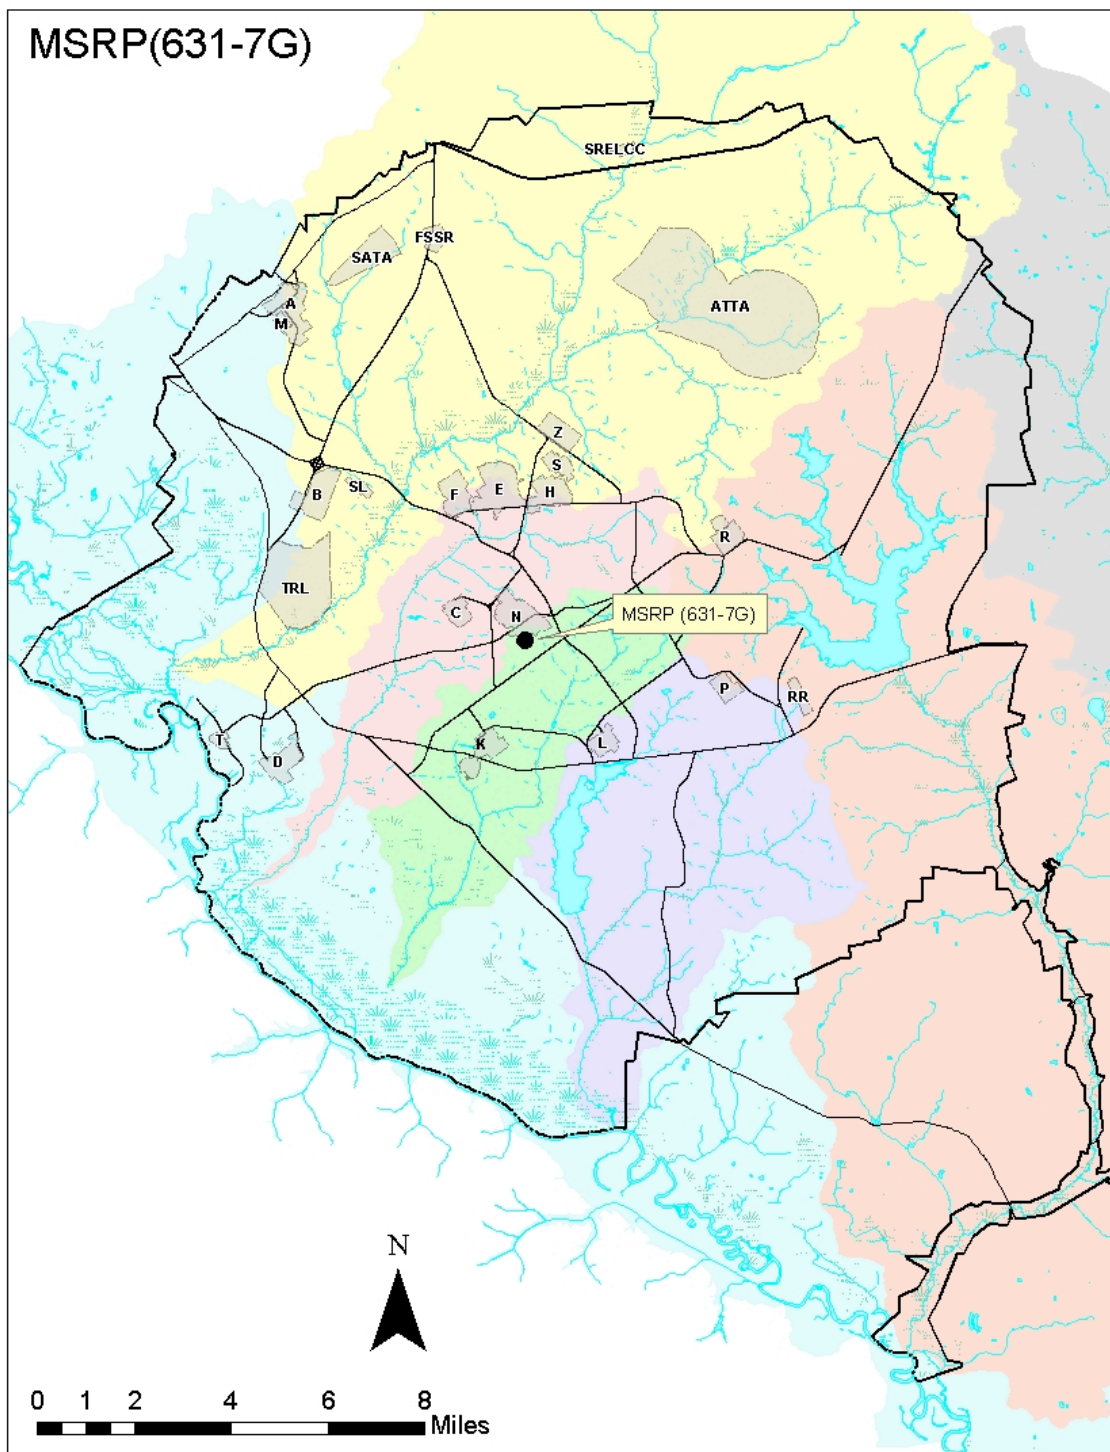 MSRP(631-7G)
SRELCC
FSSR
SATA
ATTA
A
M
Z
S
SL
B
F
E
H
R
TRL
C
N
MSRP (631-7G)
P
RR
T
D
K
L
N
0 1 2 4 6 8
Miles